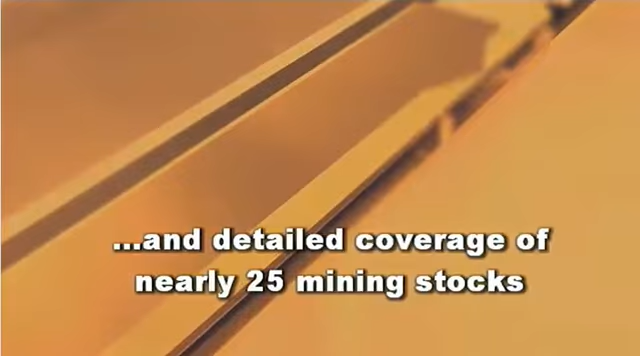 ...and detailed coverage of
nearly 25 mining stocks